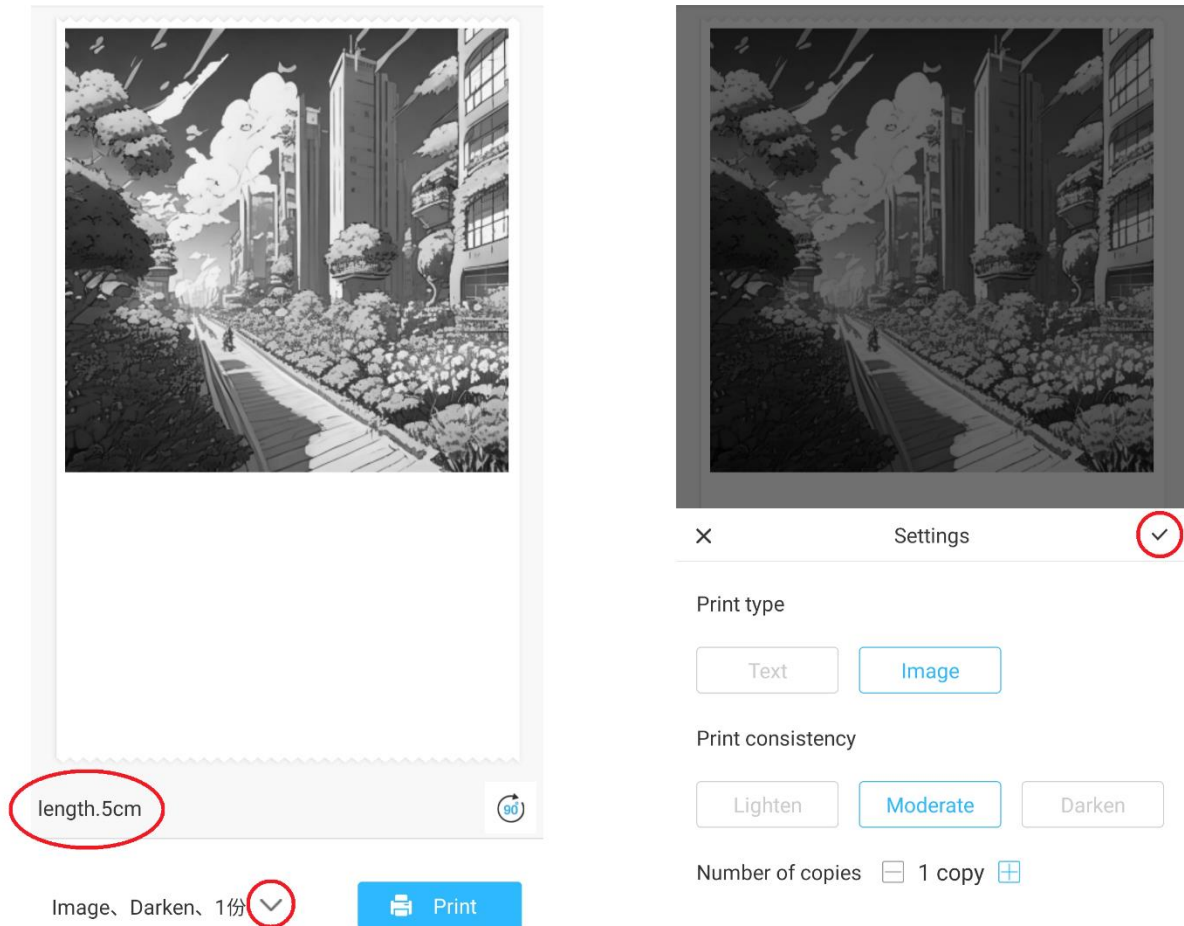 length.5cm
90°
Image、Darken、1份
Print
Settings
Print type
Text
Image
Print consistency
Lighten
Moderate
Darken
Number of copies 1 copy